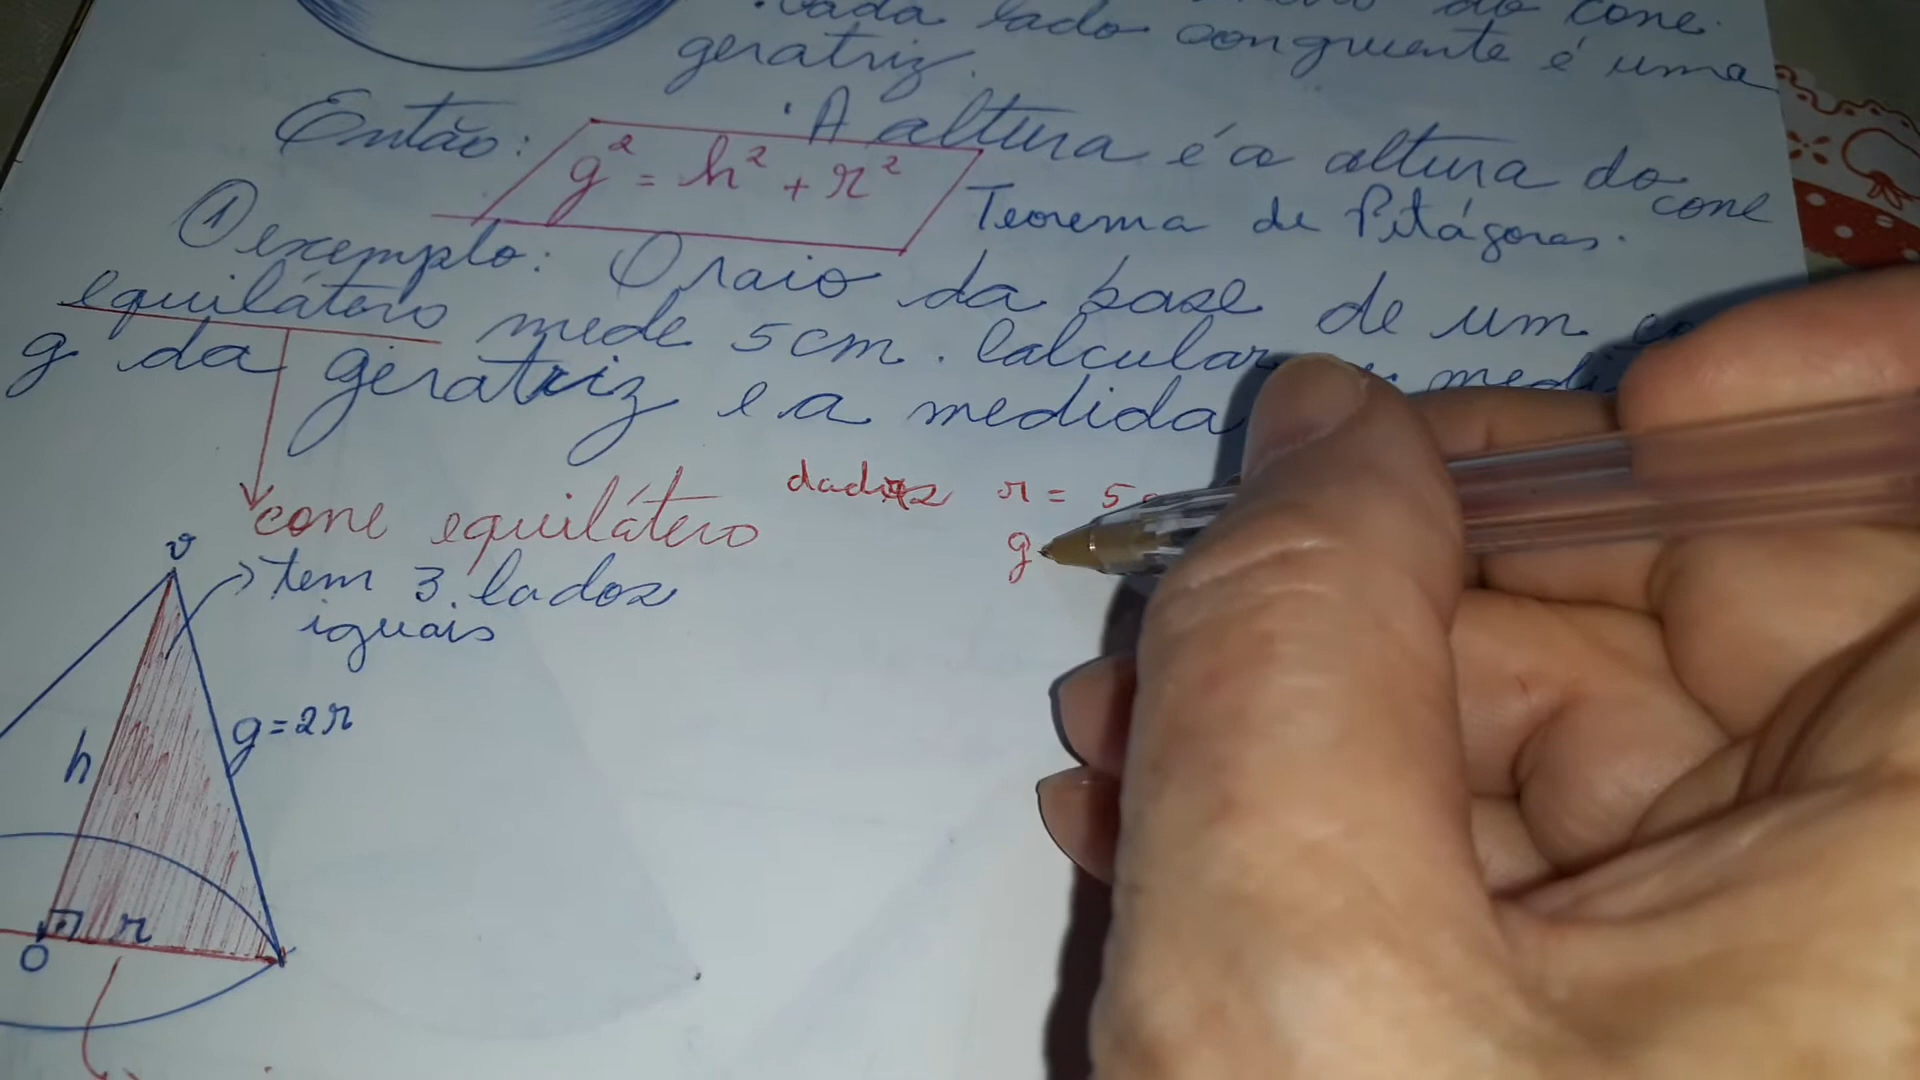 do cone.
cada lado congruente é uma
geratriz.
Então: g² = h² + r²
· A altura é a altura do cone
Teorema de Pitágoras.
① exemplo: O raio da base de um
equilátero mede 5cm. Calcular
g da geratriz e a medida
dados r = 5
g
cone equilátero
tem 3 lados
iguais
v
g=2r
h
r
O